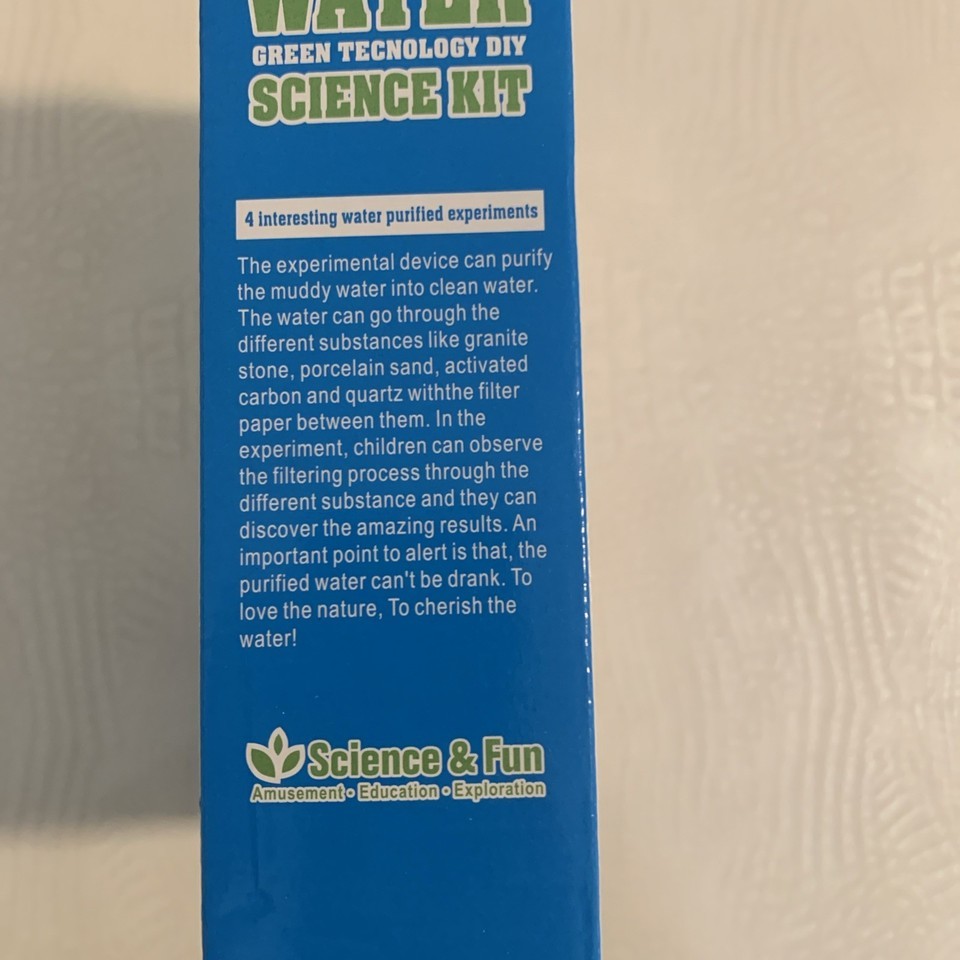 WATER
GREEN TECNOLOGY DIY
SCIENCE KIT
4 interesting water purified experiments
The experimental device can purify
the muddy water into clean water.
The water can go through the
different substances like granite
stone, porcelain sand, activated
carbon and quartz withthe filter
paper between them. In the
experiment, children can observe
the filtering process through the
different substance and they can
discover the amazing results. An
important point to alert is that, the
purified water can't be drank. To
love the nature, To cherish the
water!
Science & Fun
Amusement • Education • Exploration